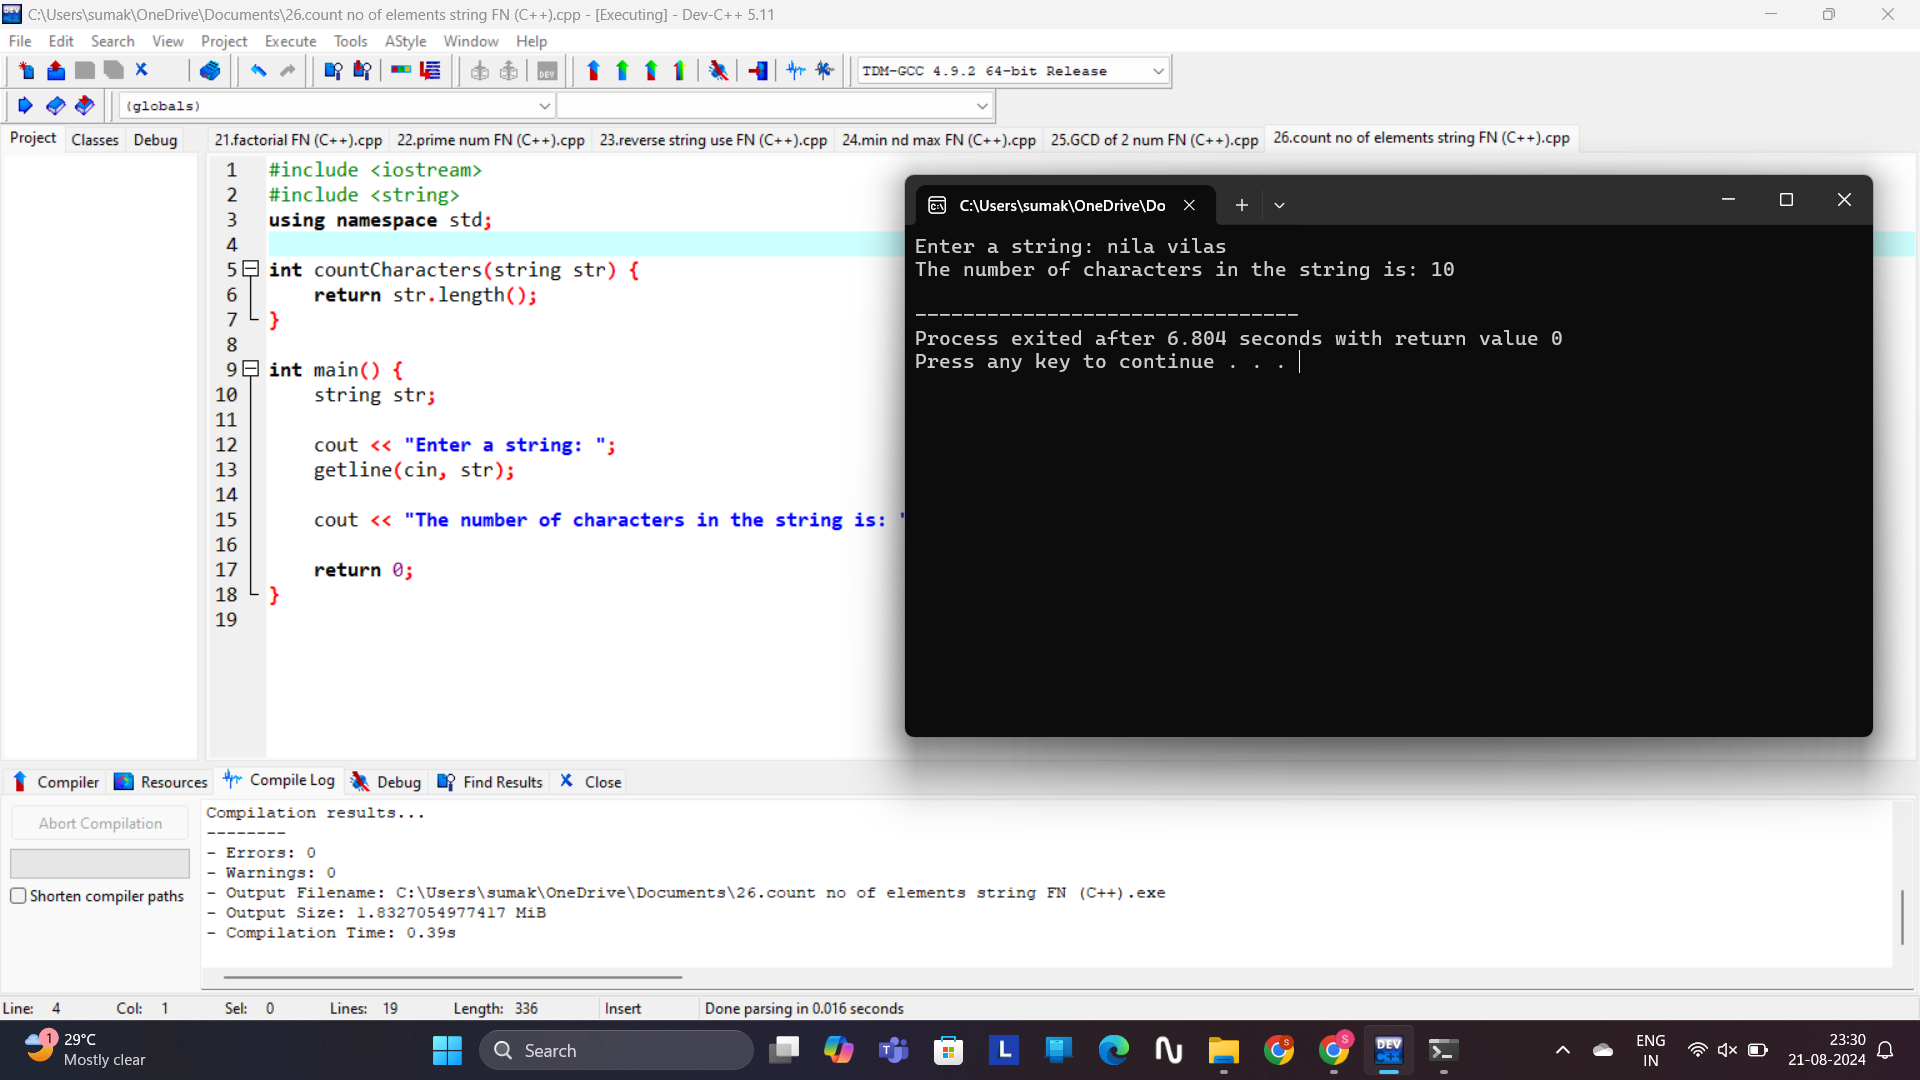 C:\Users\sumak\OneDrive\Documents\26.count no of elements string FN (C++).cpp - [Executing] - Dev-C++ 5.11
File Edit Search View Project Execute Tools AStyle Window Help
TDM-GCC 4.9.2 64-bit Release
(globals)
Project Classes Debug
21.factorial FN (C++).cpp 22.prime num FN (C++).cpp 23.reverse string use FN (C++).cpp 24.min nd max FN (C++).cpp 25.GCD of 2 num FN (C++).cpp 26.count no of elements string FN (C++).cpp
1 #include <iostream>
2 #include <string>
3 using namespace std;
4
5 int countCharacters(string str) {
6 return str.length();
7 }
8
9 int main() {
10 string str;
11
12 cout << "Enter a string: ";
13 getline(cin, str);
14
15 cout << "The number of characters in the string is: "
16
17 return 0;
18 }
19
C:\Users\sumak\OneDrive\Do
Enter a string: nila vilas
The number of characters in the string is: 10
--------------------------------
Process exited after 6.804 seconds with return value 0
Press any key to continue . . .
Compiler Resources Compile Log Debug Find Results Close
Abort Compilation
Shorten compiler paths
Compilation results...
--------
- Errors: 0
- Warnings: 0
- Output Filename: C:\Users\sumak\OneDrive\Documents\26.count no of elements string FN (C++).exe
- Output Size: 1.8327054977417 MiB
- Compilation Time: 0.39s
Line: 4 Col: 1 Sel: 0 Lines: 19 Length: 336 Insert Done parsing in 0.016 seconds
1
29°C
Mostly clear
Search
L
S
S
DEV
C++
ENG
IN
23:30
21-08-2024